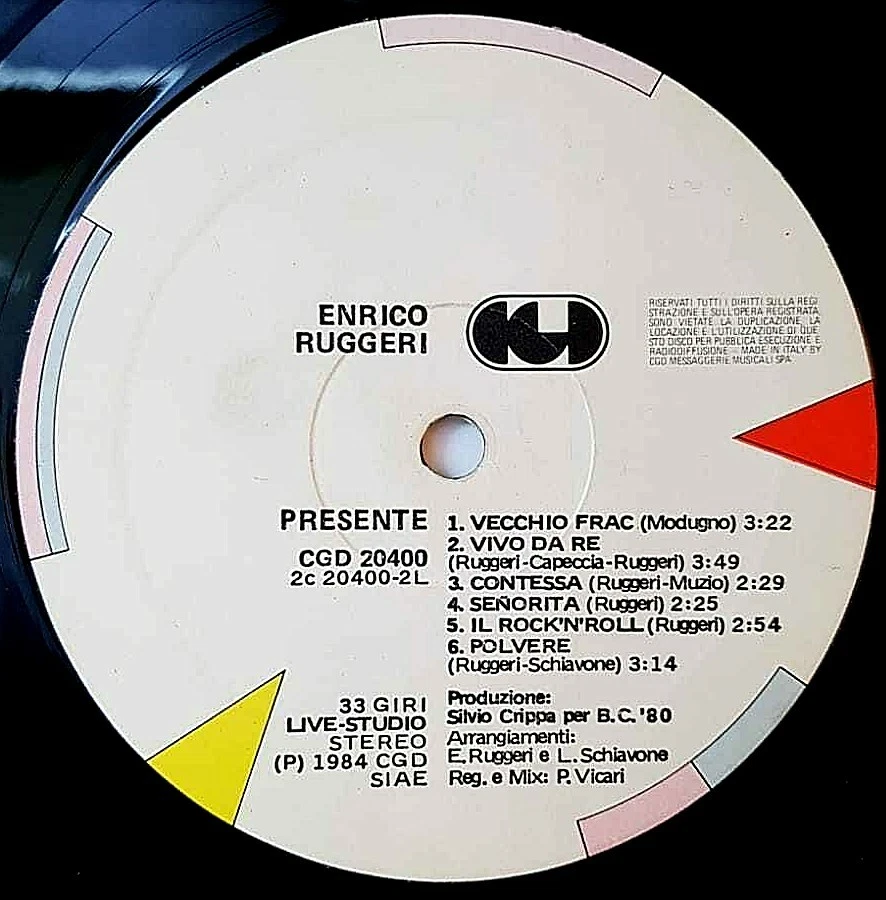 ENRICO
RUGGERI
RISERVATI TUTTI I DIRITTI SULLA REGI
STRAZIONE E SULL'OPERA REGISTRATA
SONO VIETATE LA DUPLICAZIONE LA
LOCAZIONE E L'UTILIZZAZIONE DI QUE
STO DISCO PER PUBBLICA ESECUZIONE E
RADIODIFFUSIONE - MADE IN ITALY BY
CGD MESSAGGERIE MUSICALI SPA
PRESENTE
CGD 20400
2c 20400-2L
1. VECCHIO FRAC (Modugno) 3:22
2. VIVO DA RE
(Ruggeri-Capeccia-Ruggeri) 3:49
3. CONTESSA (Ruggeri-Muzio) 2:29
4. SEÑORITA (Ruggeri) 2:25
5. IL ROCK'N'ROLL (Ruggeri) 2:54
6. POLVERE
(Ruggeri-Schiavone) 3:14
33 GIRI
LIVE-STUDIO
STEREO
(P) 1984 CGD
SIAE
Produzione:
Silvio Crippa per B.C. '80
Arrangiamenti:
E.Ruggeri e L.Schiavone
Reg. e Mix: P.Vicari